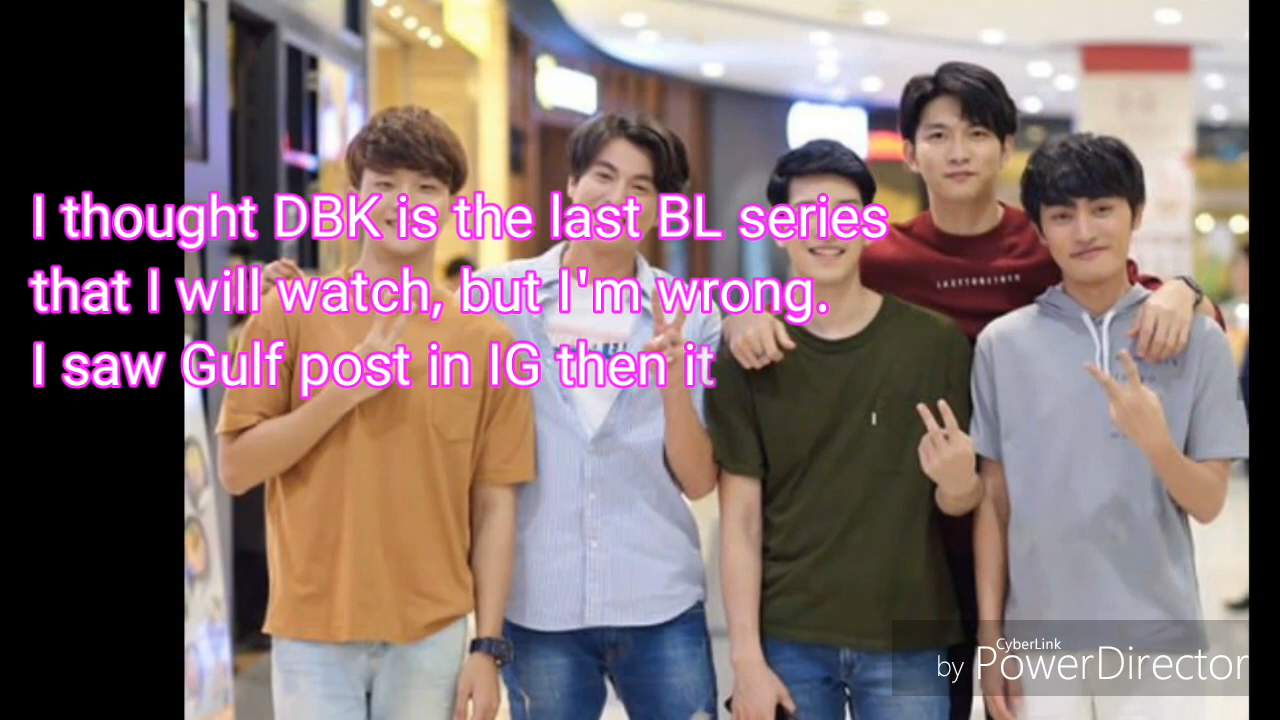 I thought DBK is the last BL series
that I will watch, but I'm wrong.
I saw Gulf post in IG then it
CyberLink
by PowerDirector